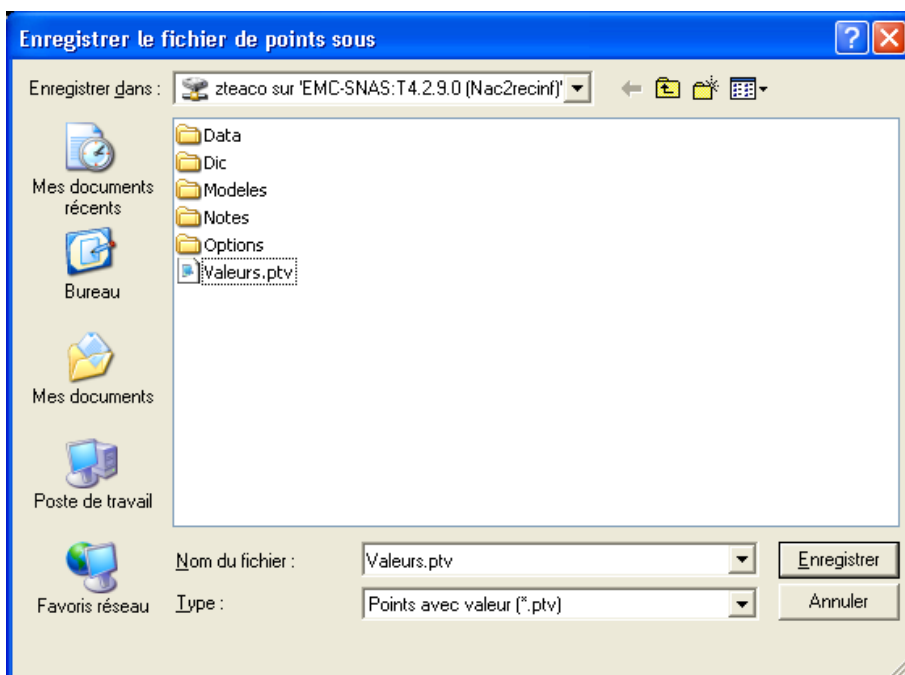 Enregistrer le fichier de points sous
Enregistrer dans :
zteaco sur 'EMC-SNAS:T4.2.9.0 (Nac2recinf)'
Mes documents
récents
Bureau
Mes documents
Poste de travail
Favoris réseau
Data
Dic
Modeles
Notes
Options
Valeurs.ptv
Nom du fichier :
Valeurs.ptv
Enregistrer
Type :
Points avec valeur (*.ptv)
Annuler